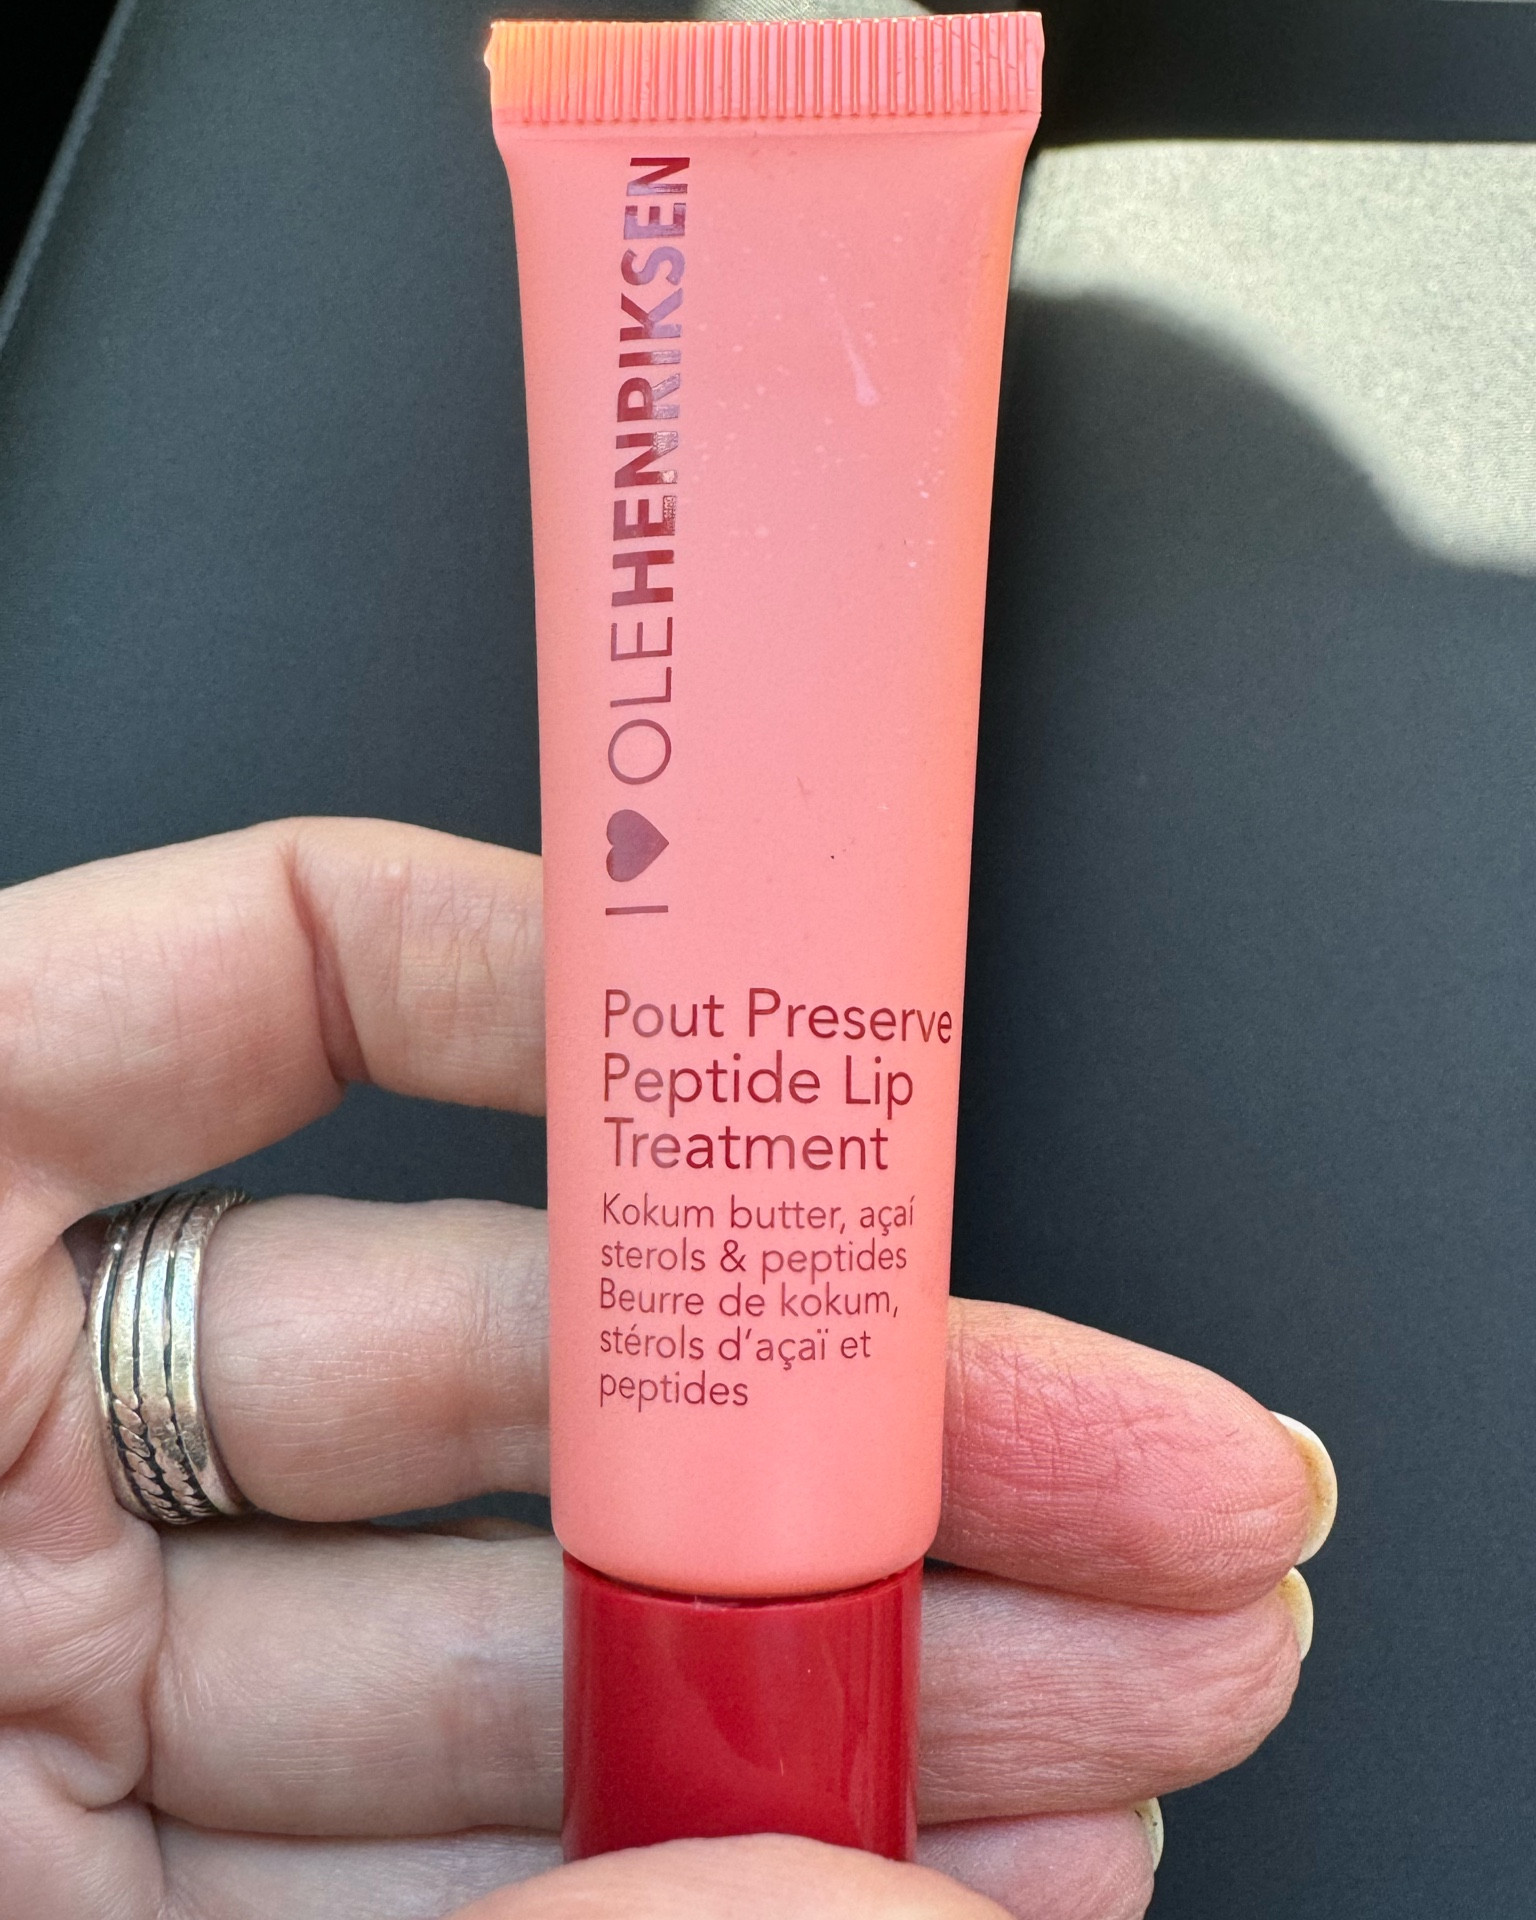 I ♥ OLEHENRIKSEN
Pout Preserve
Peptide Lip
Treatment
Kokum butter, açaí
sterols & peptides
Beurre de kokum,
stérols d’açaï et
peptides